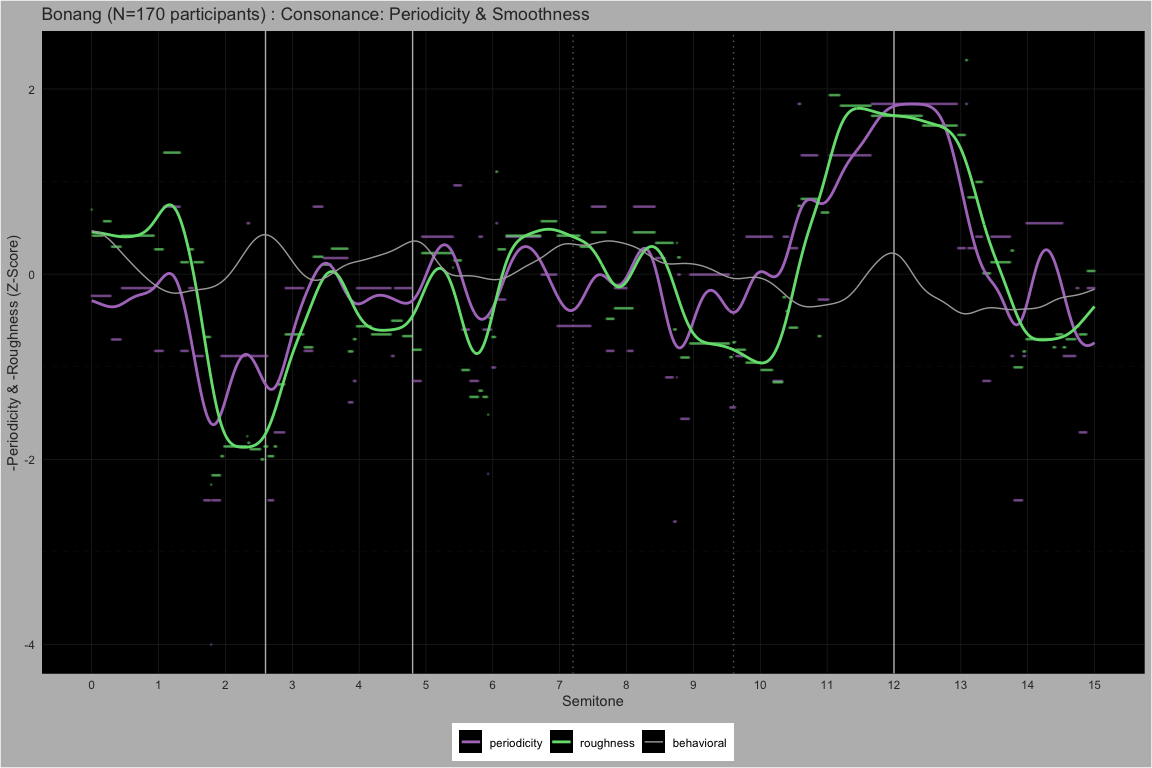 Bonang (N=170 participants) : Consonance: Periodicity & Smoothness
-Periodicity & -Roughness (Z-Score)
2
0
-2
-4
0 1 2 3 4 5 6 7 8 9 10 11 12 13 14 15
Semitone
periodicity roughness behavioral